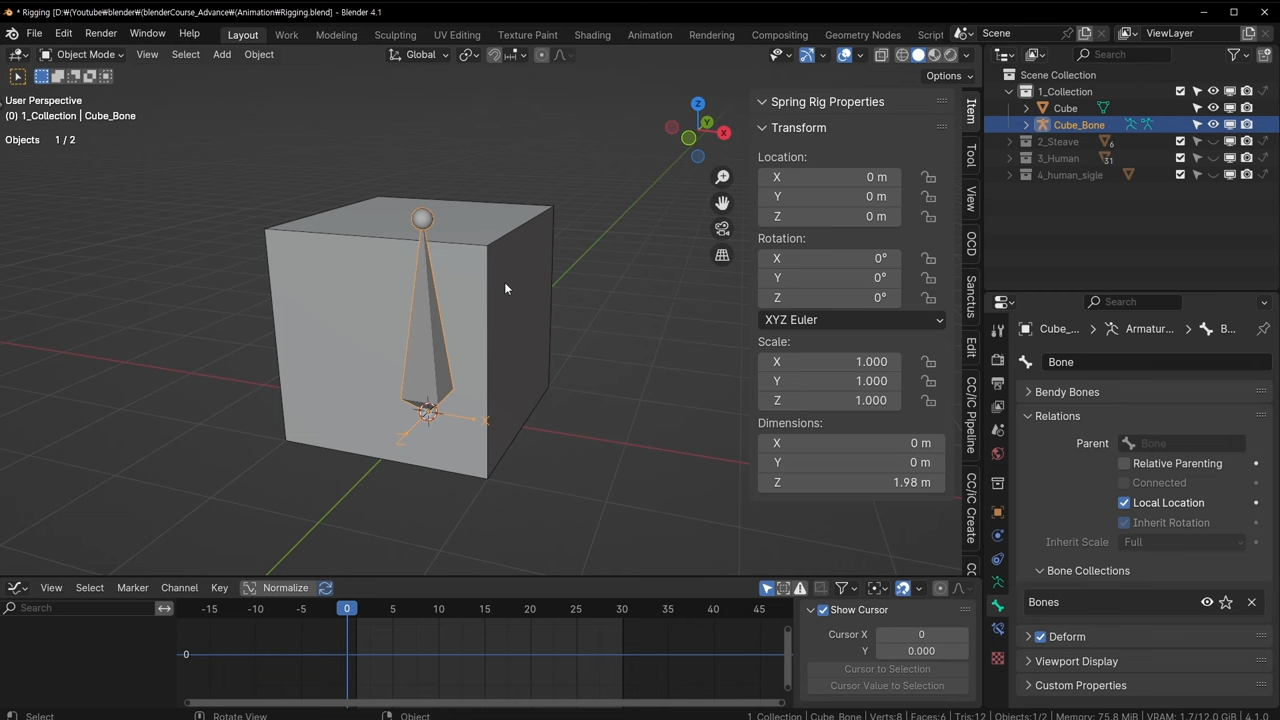 * Rigging [D:₩(Youtube₩blender₩(blenderCourse_Advance₩(Animation₩Rigging.blend] - Blender 4.1
File Edit Render Window Help Layout Work Modeling Sculpting UV Editing Texture Paint Shading Animation Rendering Compositing Geometry Nodes Script Scene ViewLayer
Object Mode View Select Add Object Global Search
Options
User Perspective
(0) 1_Collection | Cube_Bone
Objects 1 / 2
Z
Y
X
X
Z
Spring Rig Properties
Transform
Location:
X 0 m
Y 0 m
Z 0 m
Rotation:
X 0°
Y 0°
Z 0°
XYZ Euler
Scale:
X 1.000
Y 1.000
Z 1.000
Dimensions:
X 0 m
Y 0 m
Z 1.98 m
Item
Tool
View
OCD
Sanctus
Edit
CC/iC Pipeline
CC/iC Create
CC
Scene Collection
1_Collection
Cube
Cube_Bone
2_Steave 6
3_Human 31
4_human_sigle
Search
Cube_... Armatur... B...
Bone
Bendy Bones
Relations
Parent Bone
Relative Parenting
Connected
Local Location
Inherit Rotation
Inherit Scale Full
Bone Collections
Bones
Deform
Viewport Display
Custom Properties
View Select Marker Channel Key Normalize
Search
-15 -10 -5 0 5 10 15 20 25 30 35 40 45
0
Show Cursor
Cursor X 0
Y 0.000
Cursor to Selection
Cursor Value to Selection
Select Rotate View Object 1_Collection | Cube_Bone | Verts:8 | Faces:6 | Tris:12 | Objects:1/2 | Memory: 75.8 MiB | VRAM: 1.7/12.0 GiB | 4.1.0